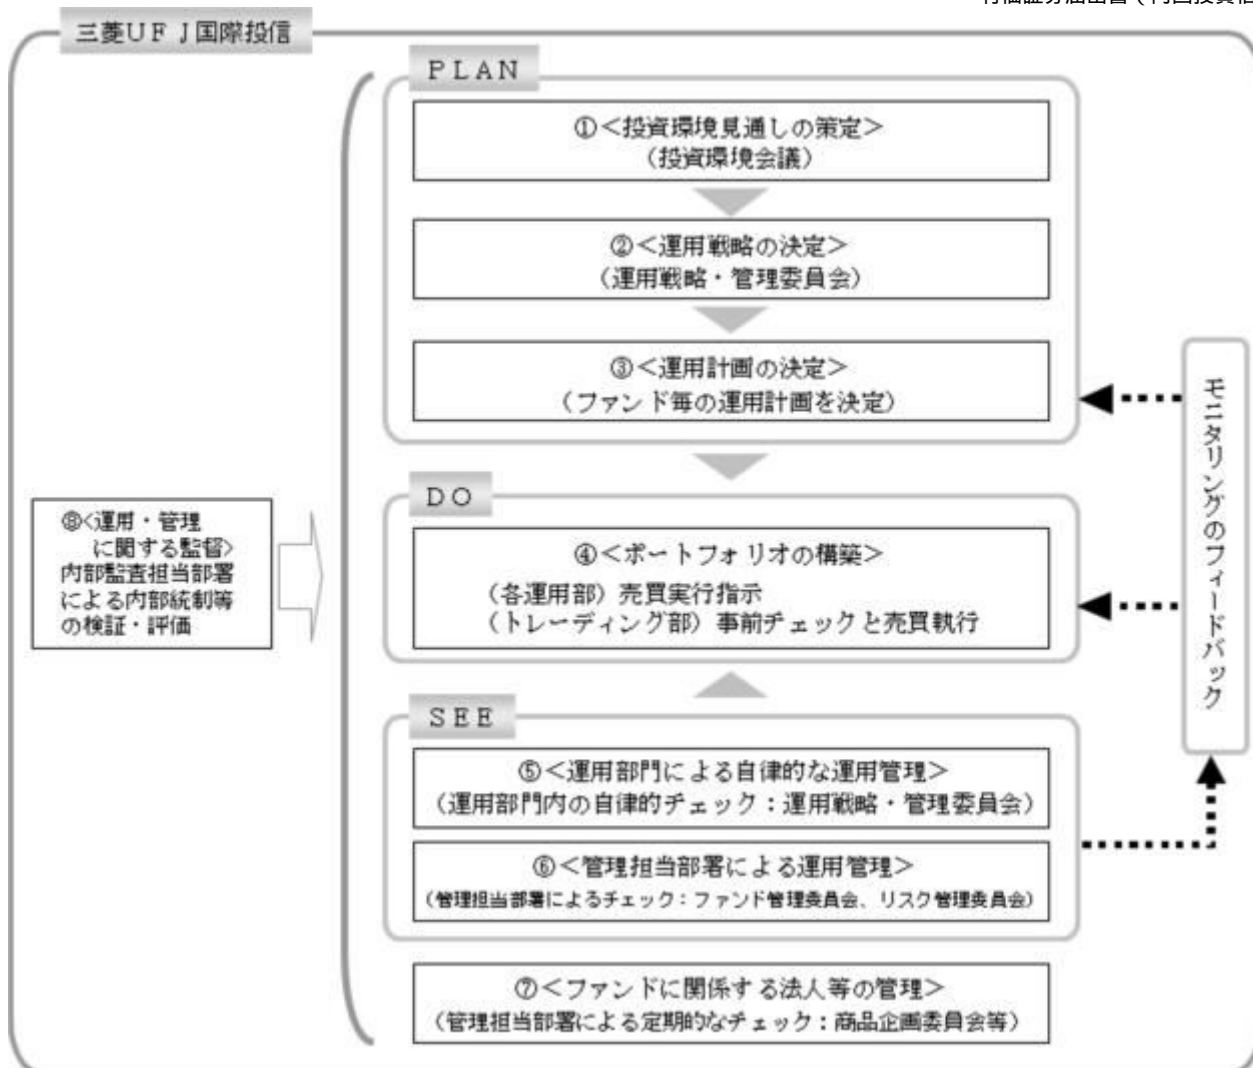 三菱UFJ国際投信
PLAN
①＜投資環境見通しの策定＞
（投資環境会議）
②＜運用戦略の決定＞
（運用戦略・管理委員会）
③＜運用計画の決定＞
（ファンド毎の運用計画を決定）
DO
④＜ポートフォリオの構築＞
（各運用部）売買実行指示
（トレーディング部）事前チェックと売買執行
SEE
⑤＜運用部門による自律的な運用管理＞
（運用部門内の自律的チェック：運用戦略・管理委員会）
⑥＜管理担当部署による運用管理＞
（管理担当部署によるチェック：ファンド管理委員会、リスク管理委員会）
⑦＜ファンドに関係する法人等の管理＞
（管理担当部署による定期的なチェック：商品企画委員会等）
⑧<運用・管理
に関する監督>
内部監査担当部署
による内部統制等
の検証・評価
モニタリングのフィードバック